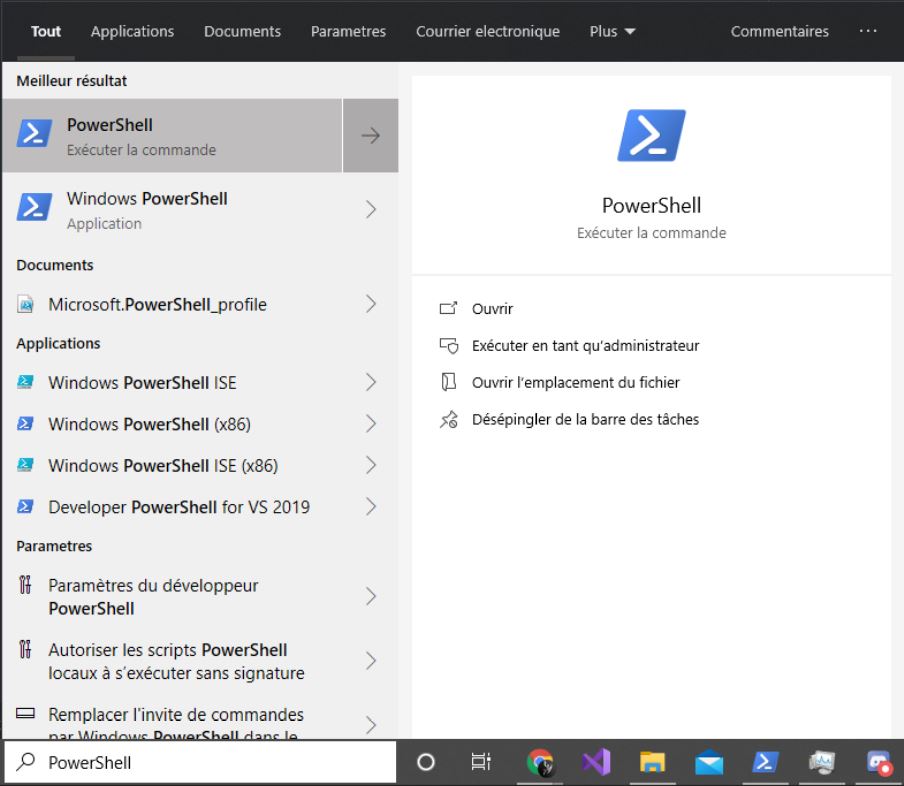 Tout Applications Documents Parametres Courrier electronique Plus Commentaires ...
Meilleur résultat
PowerShell
Exécuter la commande
Windows PowerShell
Application
Documents
Microsoft.PowerShell_profile
Applications
Windows PowerShell ISE
Windows PowerShell (x86)
Windows PowerShell ISE (x86)
Developer PowerShell for VS 2019
Parametres
Paramètres du développeur
PowerShell
Autoriser les scripts PowerShell
locaux à s'exécuter sans signature
Remplacer l'invite de commandes
par Windows PowerShell dans le
PowerShell
Exécuter la commande
Ouvrir
Exécuter en tant qu'administrateur
Ouvrir l'emplacement du fichier
Désépingler de la barre des tâches
PowerShell